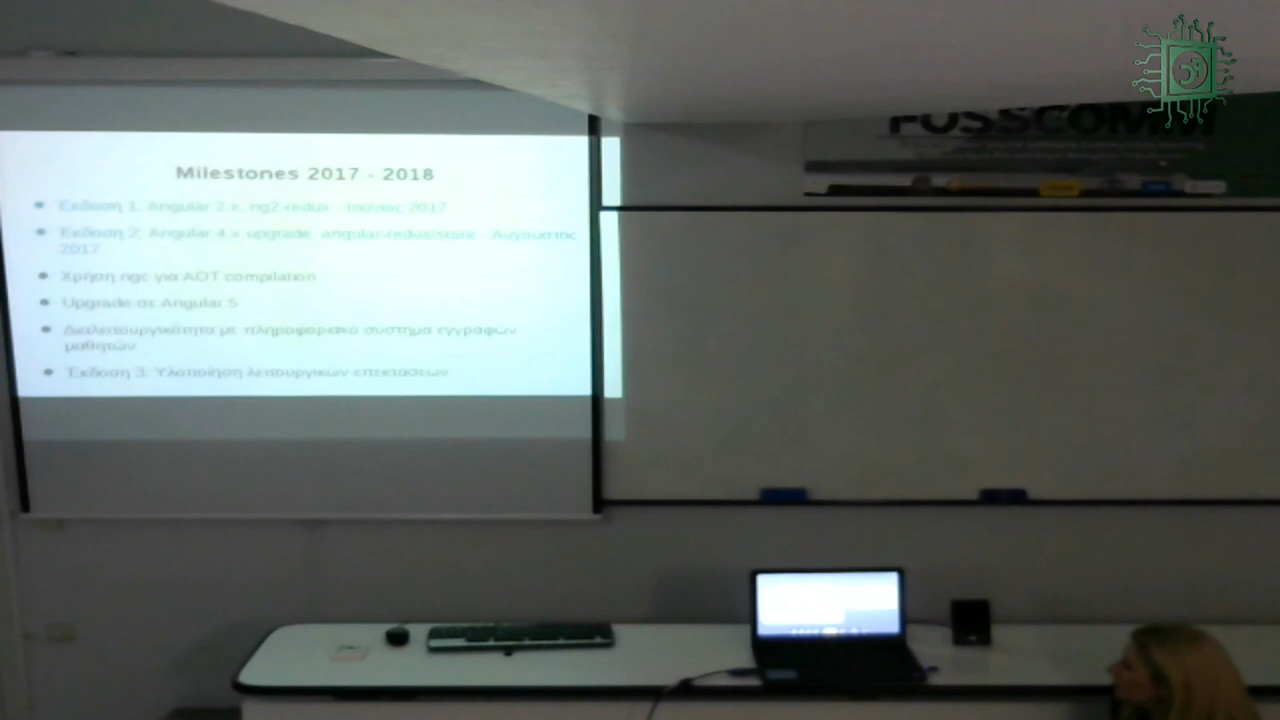 FOSSCOMM
Milestones 2017 - 2018
Έκδοση 1: Angular 2.x, ng2-redux - Ιούνιος 2017
Έκδοση 2: Angular 4.x upgrade, angular-redux/store - Αύγουστος
2017
Χρήση ngc για AOT compilation
Upgrade σε Angular 5
Διαλειτουργικότητα με πληροφοριακό σύστημα εγγραφών
μαθητών
Έκδοση 3: Υλοποίηση λειτουργικών επεκτάσεων